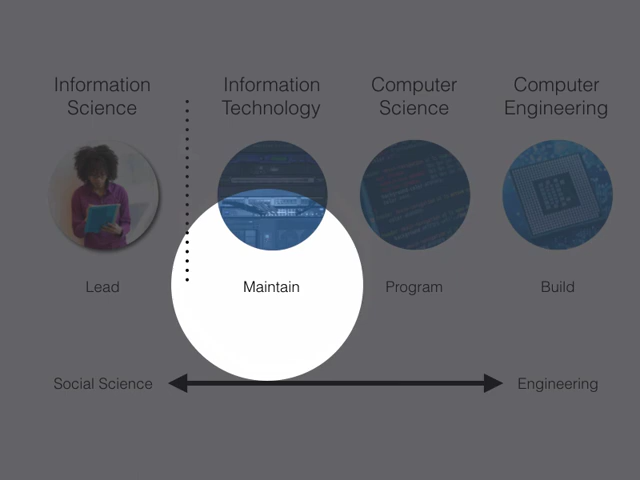 Information
Science
Information
Technology
Computer
Science
Computer
Engineering
Lead
Maintain
Program
Build
Social Science
Engineering